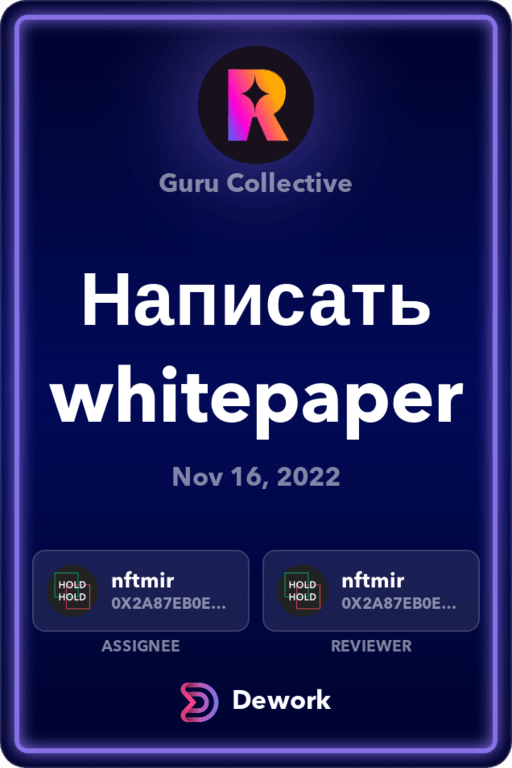 R
Guru Collective
Написать
whitepaper
Nov 16, 2022
HOLD
HOLD
nftmir
0X2A87EB0E...
ASSIGNEE
HOLD
HOLD
nftmir
0X2A87EB0E...
REVIEWER
Dework